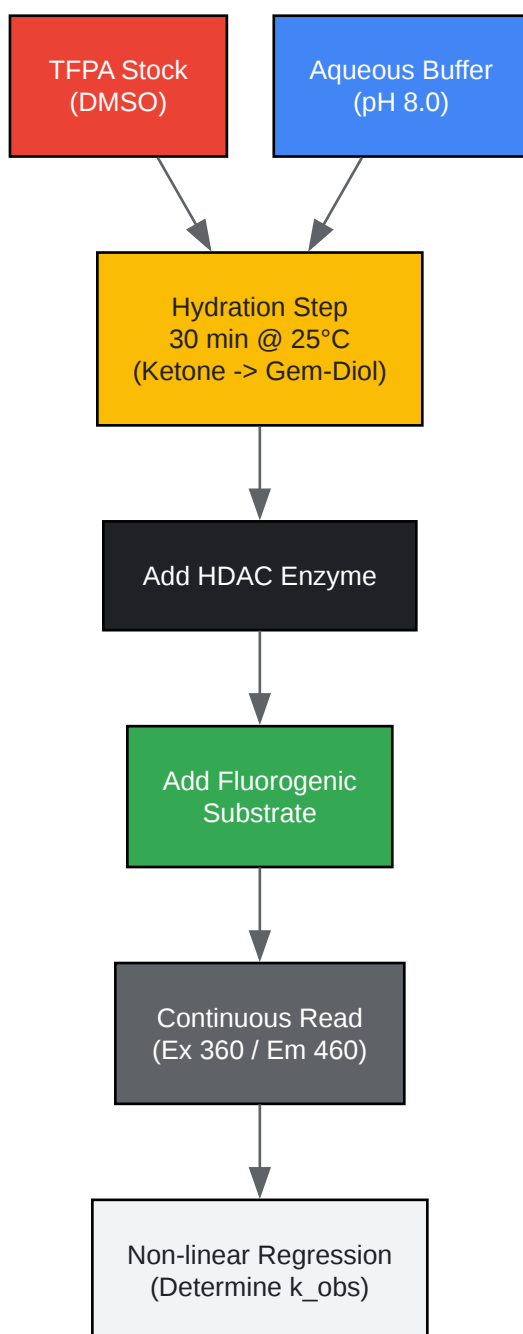 TFPA Stock
(DMSO)
Aqueous Buffer
(pH 8.0)
Hydration Step
30 min @ 25°C
(Ketone -> Gem-Diol)
Add HDAC Enzyme
Add Fluorogenic
Substrate
Continuous Read
(Ex 360 / Em 460)
Non-linear Regression
(Determine k_obs)